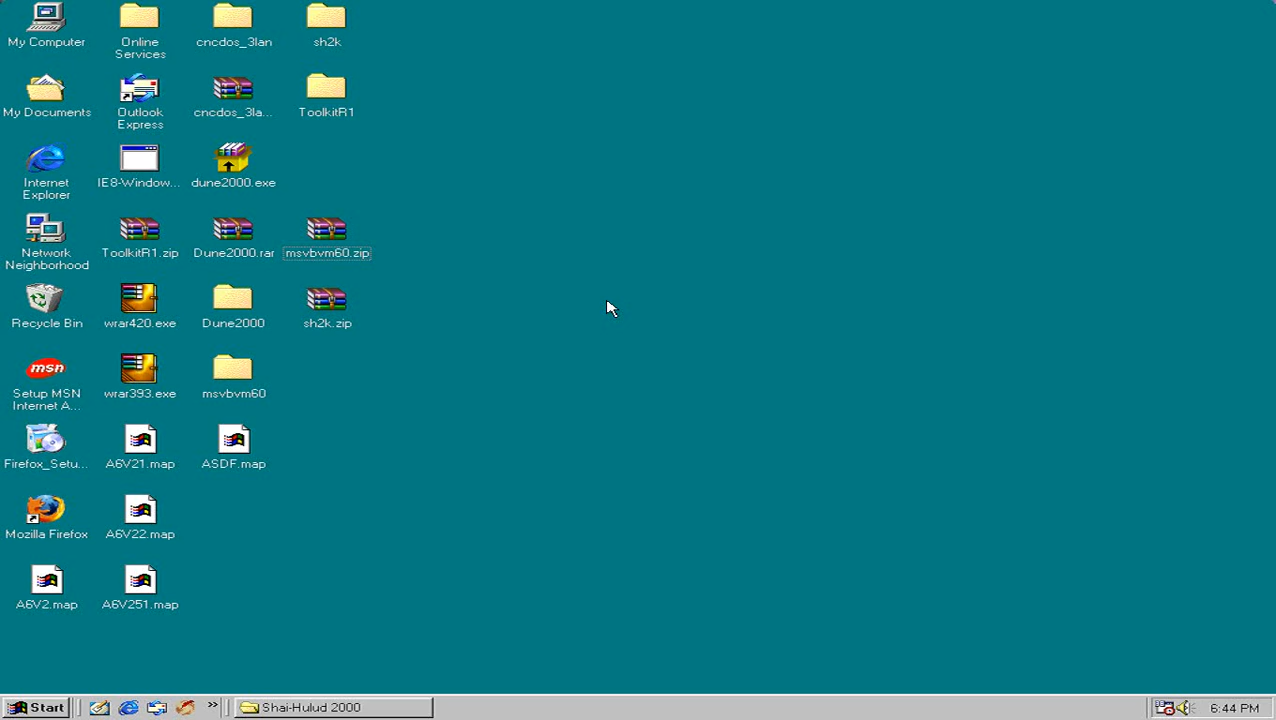 My Computer
Online
Services
cncdos_3lan
sh2k
My Documents
Outlook
Express
cncdos_3la...
ToolkitR1
Internet
Explorer
IE8-Window...
dune2000.exe
Network
Neighborhood
ToolkitR1.zip
Dune2000.rar
msvbvm60.zip
Recycle Bin
wrar420.exe
Dune2000
sh2k.zip
msn
Setup MSN
Internet A...
wrar393.exe
msvbvm60
Firefox_Setu...
A6V21.map
ASDF.map
Mozilla Firefox
A6V22.map
A6V2.map
A6V251.map
Start
Shai-Hulud 2000
6:44 PM